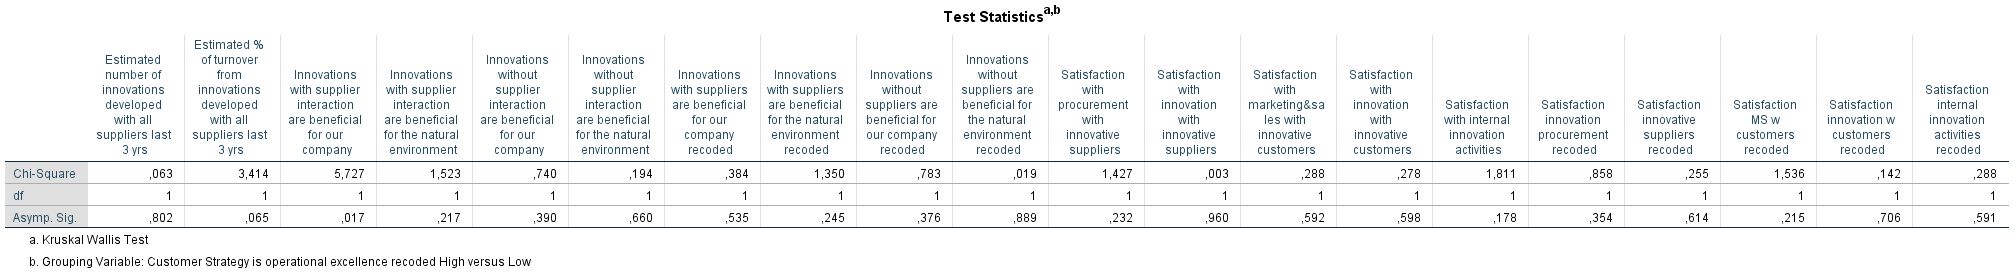 Test Statisticsa,b
Estimated number of innovations developed with all suppliers last 3 yrs
Estimated % of turnover from innovations developed with all suppliers last 3 yrs
Innovations with supplier interaction are beneficial for our company
Innovations with supplier interaction are beneficial for the natural environment
Innovations without supplier interaction are beneficial for our company
Innovations without supplier interaction are beneficial for the natural environment
Innovations with suppliers are beneficial for our company recoded
Innovations with suppliers are beneficial for the natural environment recoded
Innovations without suppliers are beneficial for our company recoded
Innovations without suppliers are beneficial for the natural environment recoded
Satisfaction with procurement with innovative suppliers
Satisfaction with innovation with innovative suppliers
Satisfaction with marketing&sa les with innovative customers
Satisfaction with innovation with innovative customers
Satisfaction with internal innovation activities
Satisfaction innovation procurement recoded
Satisfaction innovative suppliers recoded
Satisfaction MS w customers recoded
Satisfaction innovation w customers recoded
Satisfaction internal innovation activities recoded
Chi-Square ,063 3,414 5,727 1,523 ,740 ,194 ,384 1,350 ,783 ,019 1,427 ,003 ,288 ,278 1,811 ,858 ,255 1,536 ,142 ,288
df 1 1 1 1 1 1 1 1 1 1 1 1 1 1 1 1 1 1 1 1
Asymp. Sig. ,802 ,065 ,017 ,217 ,390 ,660 ,535 ,245 ,376 ,889 ,232 ,960 ,592 ,598 ,178 ,354 ,614 ,215 ,706 ,591
a. Kruskal Wallis Test
b. Grouping Variable: Customer Strategy is operational excellence recoded High versus Low